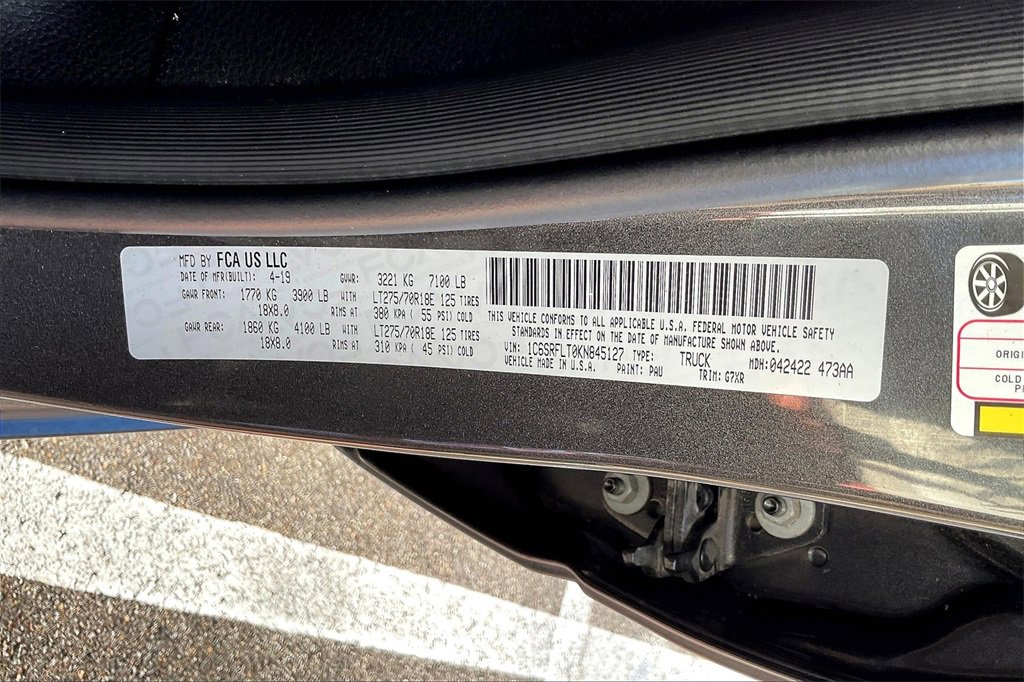 MFD BY FCA US LLC
DATE OF MFR(BUILT): 4-19 GVWR: 3221 KG 7100 LB
GAWR FRONT: 1770 KG 3900 LB WITH LT275/70R18E 125 TIRES
18X8.0 RIMS AT 380 KPA ( 55 PSI) COLD
GAWR REAR: 1860 KG 4100 LB WITH LT275/70R18E 125 TIRES
18X8.0 RIMS AT 310 KPA ( 45 PSI) COLD
THIS VEHICLE CONFORMS TO ALL APPLICABLE U.S.A. FEDERAL MOTOR VEHICLE SAFETY
STANDARDS IN EFFECT ON THE DATE OF MANUFACTURE SHOWN ABOVE.
VIN: 1C6SRFLT0KN845127 TYPE: TRUCK MDH:042422 473AA
VEHICLE MADE IN U.S.A. PAINT: PAU TRIM: G7XR
COLD